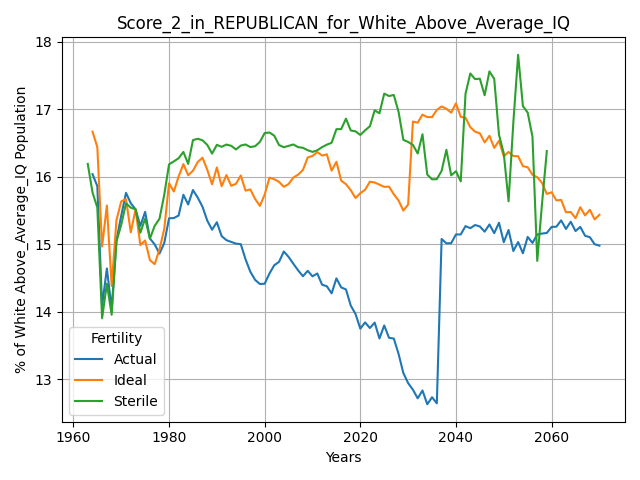 Score_2_in_REPUBLICAN_for_White_Above_Average_IQ
% of White Above_Average_IQ Population
18
17
16
15
14
13
Fertility
Actual
Ideal
Sterile
1960
1980
2000
2020
2040
2060
Years